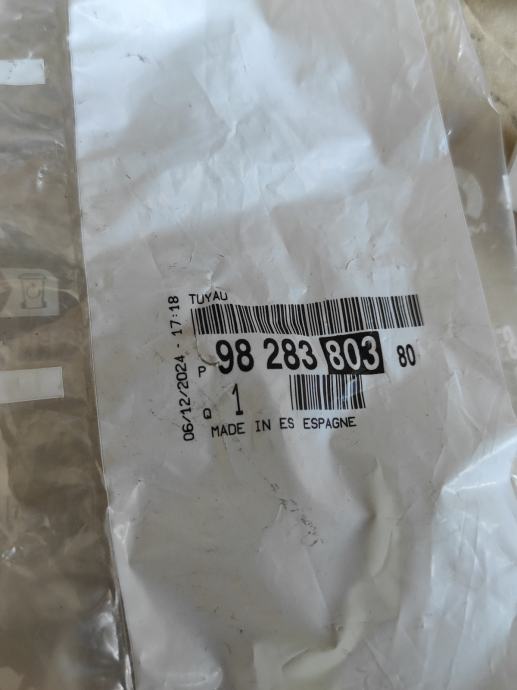 TUYAU
P 98 283 803 80
Q 1
MADE IN ES ESPAGNE
06/12/2024 - 17:18